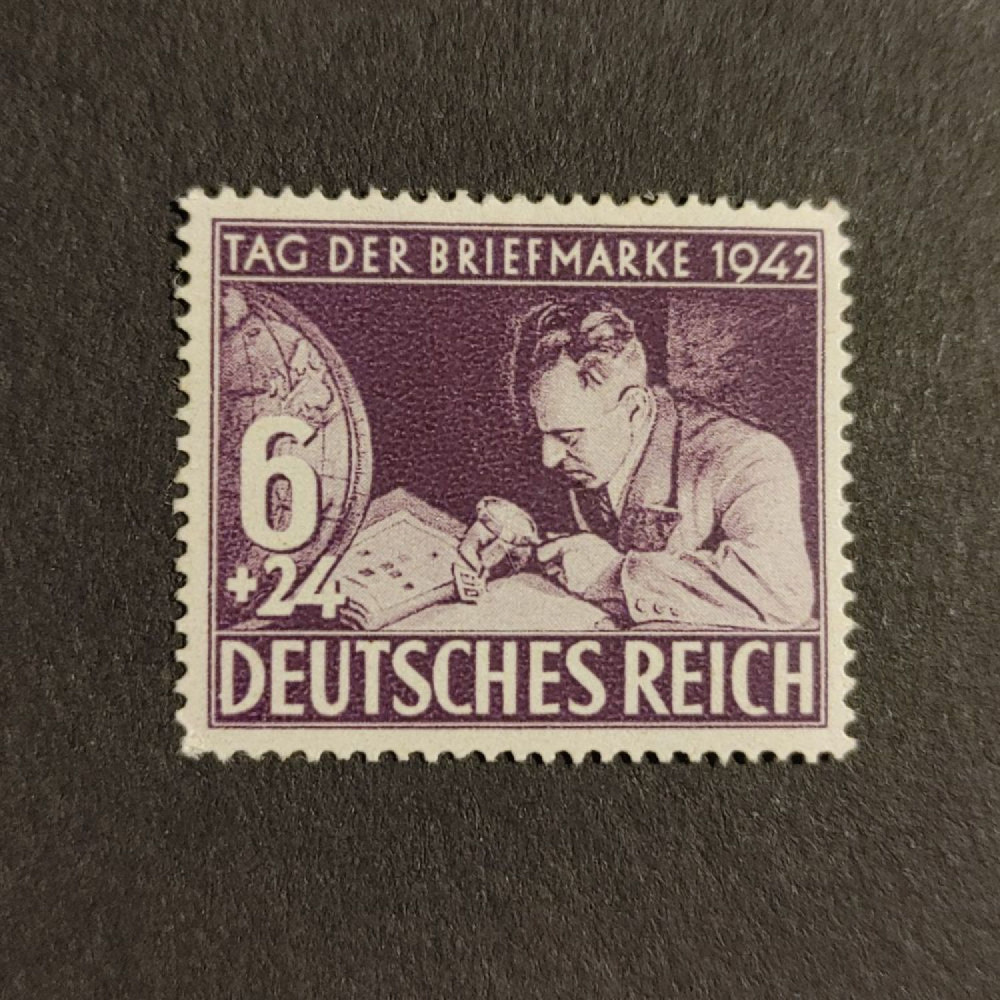 TAG DER BRIEFMARKE 1942
6
+24
DEUTSCHES REICH